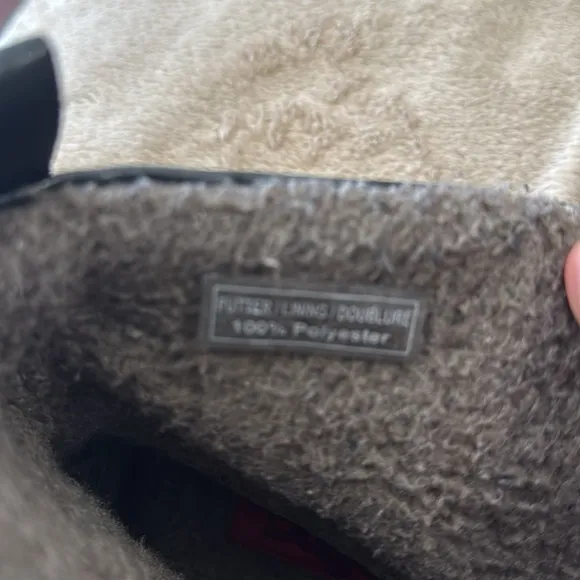 FUTTER / LINING / DOUBLURE
100% Polyester